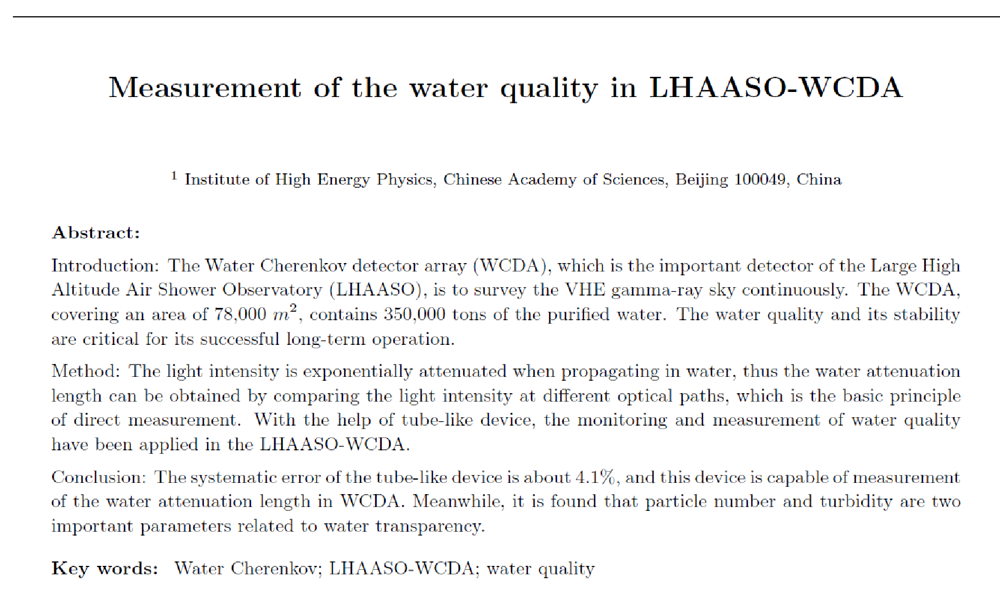 Measurement of the water quality in LHAASO-WCDA
1 Institute of High Energy Physics, Chinese Academy of Sciences, Beijing 100049, China
Abstract:
Introduction: The Water Cherenkov detector array (WCDA), which is the important detector of the Large High
Altitude Air Shower Observatory (LHAASO), is to survey the VHE gamma-ray sky continuously. The WCDA,
covering an area of 78,000 m², contains 350,000 tons of the purified water. The water quality and its stability
are critical for its successful long-term operation.
Method: The light intensity is exponentially attenuated when propagating in water, thus the water attenuation
length can be obtained by comparing the light intensity at different optical paths, which is the basic principle
of direct measurement. With the help of tube-like device, the monitoring and measurement of water quality
have been applied in the LHAASO-WCDA.
Conclusion: The systematic error of the tube-like device is about 4.1%, and this device is capable of measurement
of the water attenuation length in WCDA. Meanwhile, it is found that particle number and turbidity are two
important parameters related to water transparency.
Key words: Water Cherenkov; LHAASO-WCDA; water quality